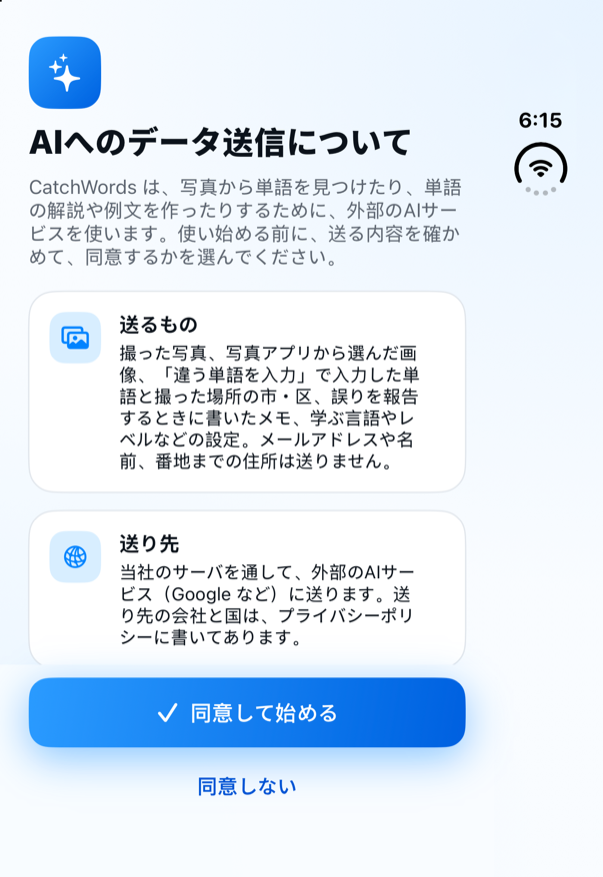 6:15
AIへのデータ送信について
CatchWords は、写真から単語を見つけたり、単語
の解説や例文を作ったりするために、外部のAIサー
ビスを使います。使い始める前に、送る内容を確か
めて、同意するかを選んでください。
送るもの
撮った写真、写真アプリから選んだ画
像、「違う単語を入力」で入力した単
語と撮った場所の市・区、誤りを報告
するときに書いたメモ、学ぶ言語やレ
ベルなどの設定。メールアドレスや名
前、番地までの住所は送りません。
送り先
当社のサーバを通して、外部のAIサー
ビス（Google など）に送ります。送
り先の会社と国は、プライバシーポリ
シーに書いてあります。
同意して始める
同意しない